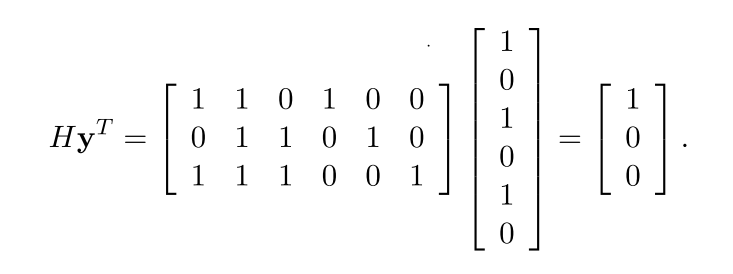 H𝐲ᵀ = [ 1 1 0 1 0 0 ; 0 1 1 0 1 0 ; 1 1 1 0 0 1 ] [ 1 ; 0 ; 1 ; 0 ; 1 ; 0 ] = [ 1 ; 0 ; 0 ] .